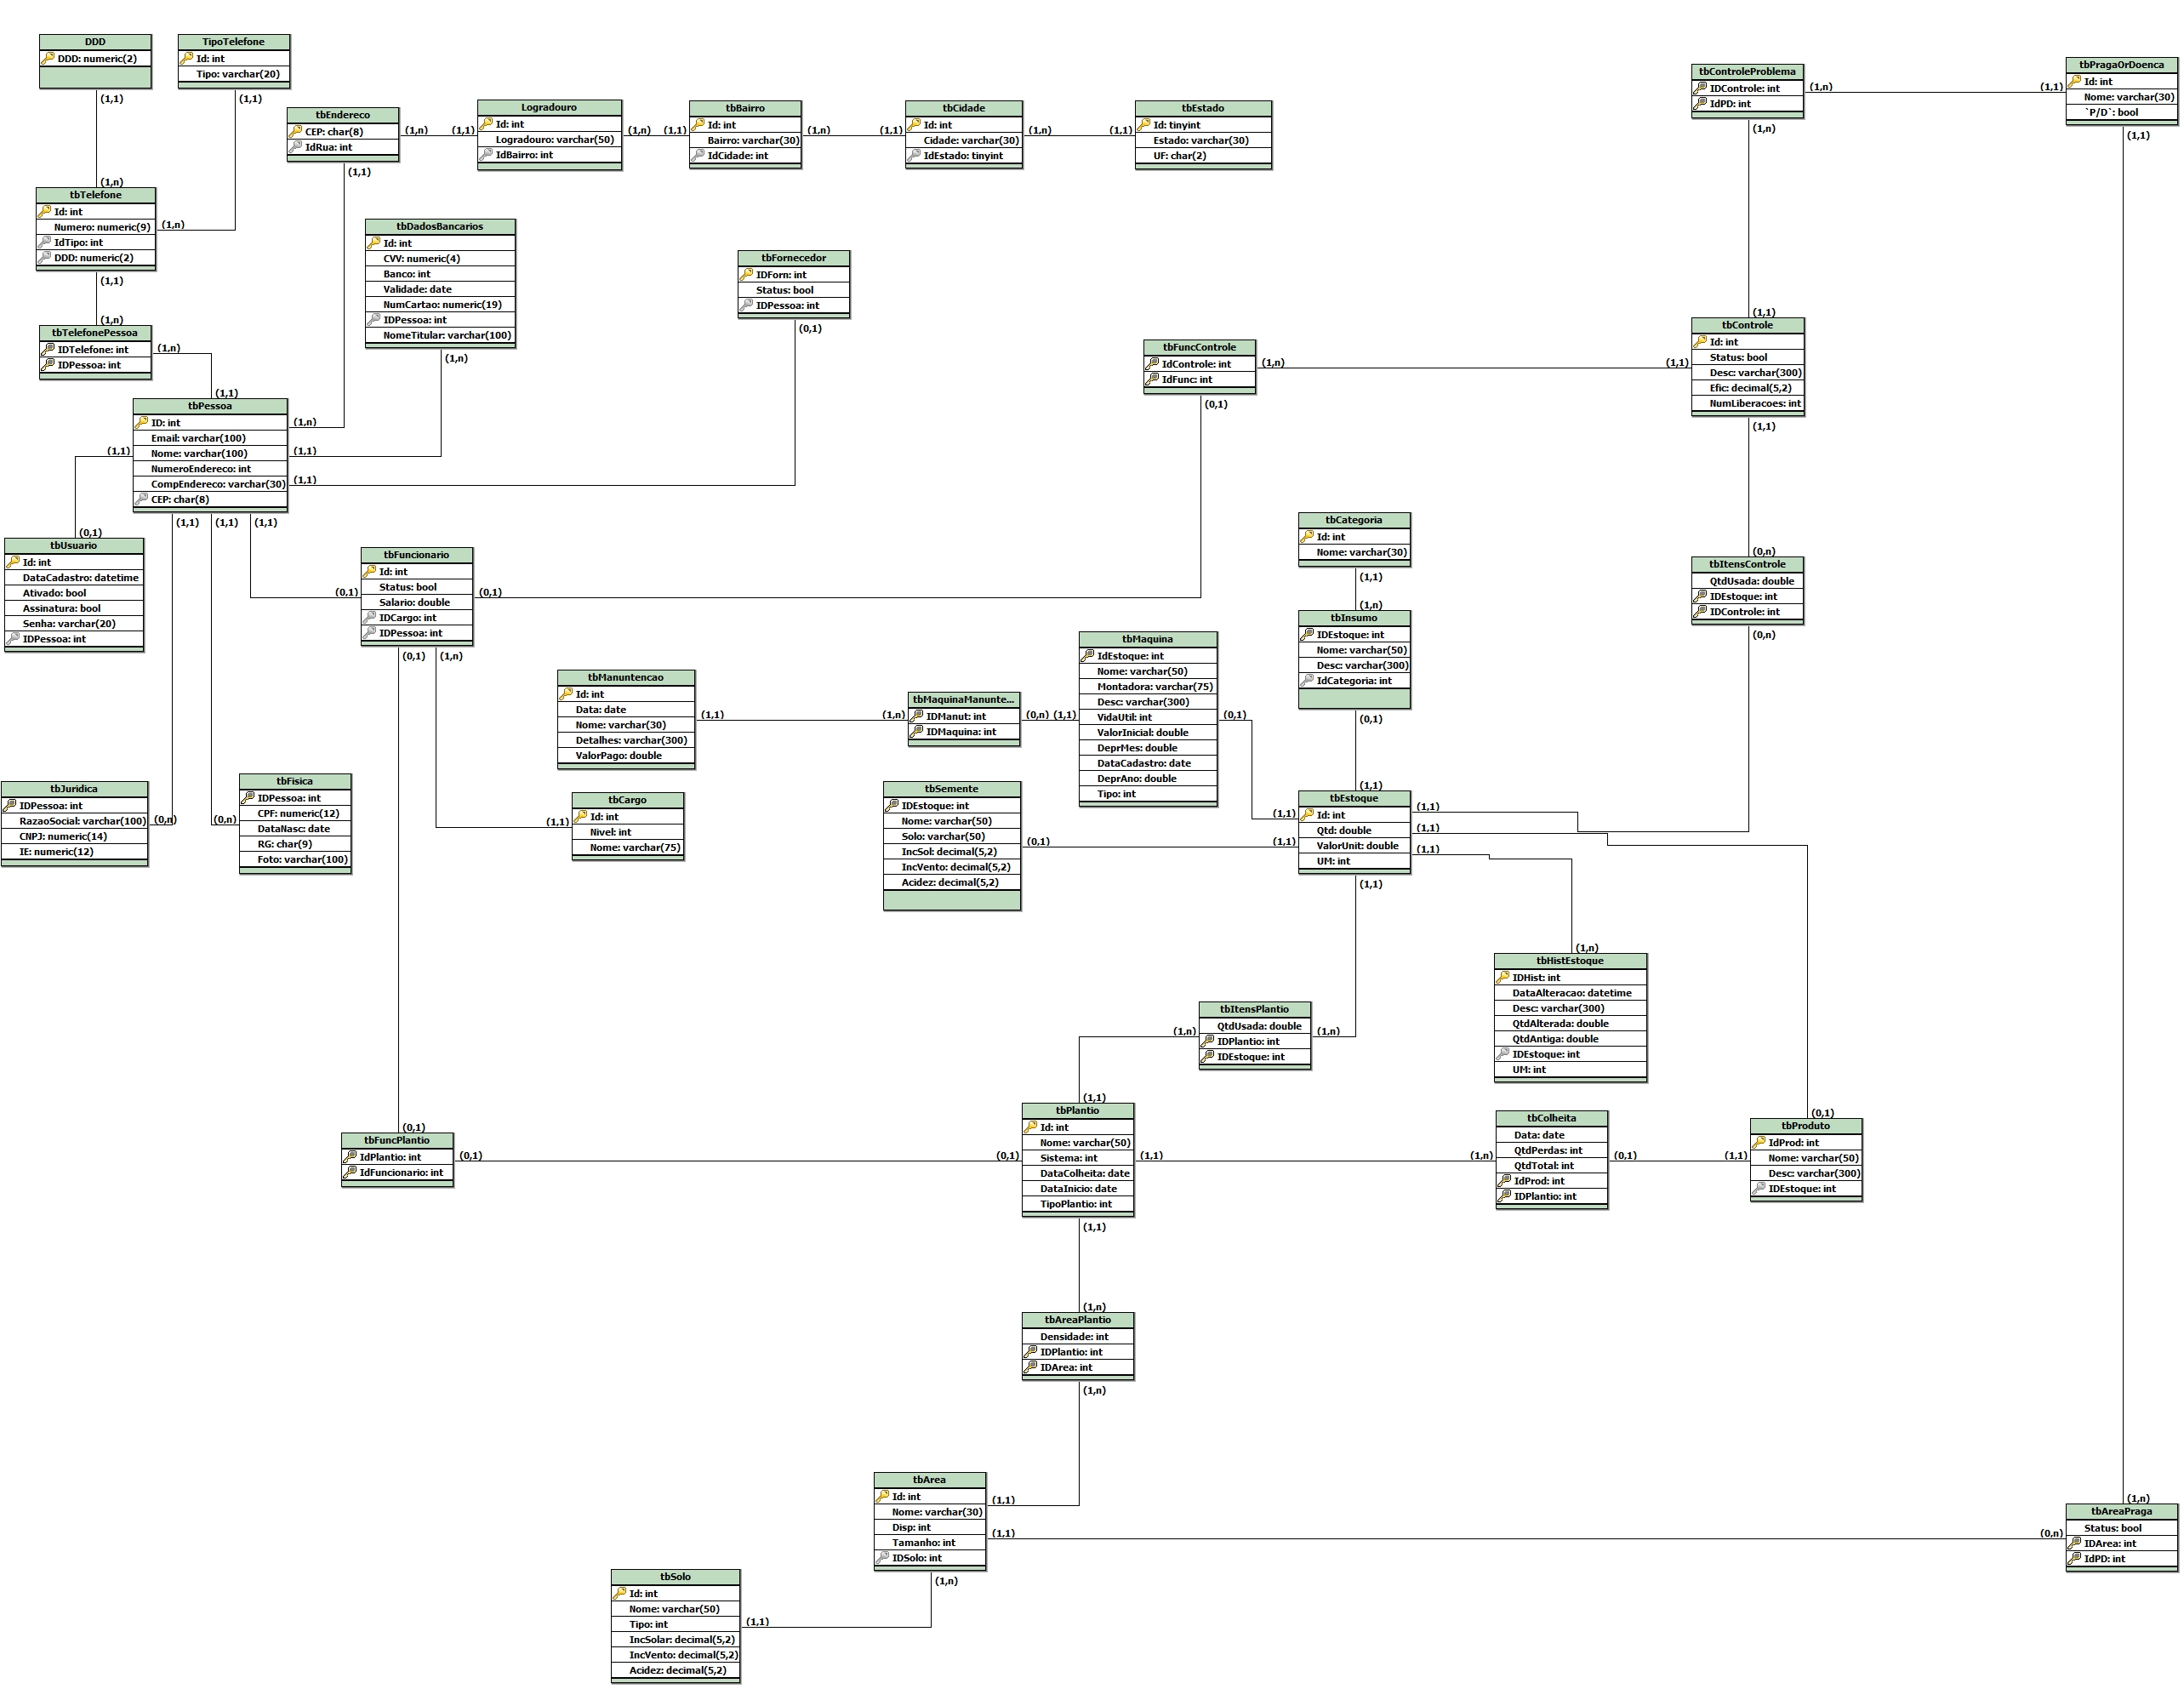 DDD
DDD: numeric(2)
(1,1)
TipoTelefone
Id: int
Tipo: varchar(20)
(1,1)
tbEndereco
CEP: char(8)
IdRua: int
(1,n)
(1,1)
(1,1)
Logradouro
Id: int
Logradouro: varchar(50)
IdBairro: int
(1,n)
(1,1)
tbBairro
Id: int
Bairro: varchar(30)
IdCidade: int
(1,n)
(1,1)
tbCidade
Id: int
Cidade: varchar(30)
IdEstado: tinyint
(1,n)
(1,1)
tbEstado
Id: tinyint
Estado: varchar(30)
UF: char(2)
tbControleProblema
IDControle: int
IdPD: int
(1,n)
(1,1)
(1,n)
tbPragaOrDoenca
Id: int
Nome: varchar(30)
`P/D`: bool
(1,1)
(1,n)
tbTelefone
Id: int
Numero: numeric(9)
IdTipo: int
DDD: numeric(2)
(1,n)
(1,1)
tbDadosBancarios
Id: int
CVV: numeric(4)
Banco: int
Validade: date
NumCartao: numeric(19)
IDPessoa: int
NomeTitular: varchar(100)
(1,n)
tbFornecedor
IDForn: int
Status: bool
IDPessoa: int
(0,1)
(1,n)
tbTelefonePessoa
IDTelefone: int
IDPessoa: int
(1,n)
(1,1)
tbFuncControle
IdControle: int
IdFunc: int
(1,n)
(1,1)
(0,1)
(1,1)
tbControle
Id: int
Status: bool
Desc: varchar(300)
Efic: decimal(5,2)
NumLiberacoes: int
(1,1)
tbPessoa
ID: int
Email: varchar(100)
Nome: varchar(100)
NumeroEndereco: int
CompEndereco: varchar(30)
CEP: char(8)
(1,n)
(1,1)
(1,1)
(1,1)
(1,1)
(1,1)
(1,1)
(0,1)
tbUsuario
Id: int
DataCadastro: datetime
Ativado: bool
Assinatura: bool
Senha: varchar(20)
IDPessoa: int
tbFuncionario
Id: int
Status: bool
Salario: double
IDCargo: int
IDPessoa: int
(0,1)
(0,1)
(0,1)
(1,n)
tbCategoria
Id: int
Nome: varchar(30)
(1,1)
(1,n)
tbInsumo
IDEstoque: int
Nome: varchar(50)
Desc: varchar(300)
IdCategoria: int
(0,1)
(0,n)
tbItensControle
QtdUsada: double
IDEstoque: int
IDControle: int
(0,n)
tbManuntencao
Id: int
Data: date
Nome: varchar(30)
Detalhes: varchar(300)
ValorPago: double
(1,1)
(1,n)
tbMaquinaManunte...
IDManut: int
IDMaquina: int
(0,n)
(1,1)
tbMaquina
IdEstoque: int
Nome: varchar(50)
Montadora: varchar(75)
Desc: varchar(300)
VidaUtil: int
ValorInicial: double
DeprMes: double
DataCadastro: date
DeprAno: double
Tipo: int
(0,1)
tbJuridica
IDPessoa: int
RazaoSocial: varchar(100)
CNPJ: numeric(14)
IE: numeric(12)
(0,n)
(0,n)
tbFisica
IDPessoa: int
CPF: numeric(12)
DataNasc: date
RG: char(9)
Foto: varchar(100)
(1,1)
tbCargo
Id: int
Nivel: int
Nome: varchar(75)
tbSemente
IDEstoque: int
Nome: varchar(50)
Solo: varchar(50)
IncSol: decimal(5,2)
IncVento: decimal(5,2)
Acidez: decimal(5,2)
(0,1)
(1,1)
(1,1)
(1,1)
tbEstoque
Id: int
Qtd: double
ValorUnit: double
UM: int
(1,1)
(1,1)
(1,1)
(1,1)
(1,n)
tbHistEstoque
IDHist: int
DataAlteracao: datetime
Desc: varchar(300)
QtdAlterada: double
QtdAntiga: double
IDEstoque: int
UM: int
tbItensPlantio
QtdUsada: double
IDPlantio: int
IDEstoque: int
(1,n)
(1,n)
(0,1)
tbFuncPlantio
IdPlantio: int
IdFuncionario: int
(0,1)
(0,1)
(1,1)
tbPlantio
Id: int
Nome: varchar(50)
Sistema: int
DataColheita: date
DataInicio: date
TipoPlantio: int
(1,1)
(1,1)
(1,n)
tbColheita
Data: date
QtdPerdas: int
QtdTotal: int
IdProd: int
IDPlantio: int
(0,1)
(1,1)
(0,1)
tbProduto
IdProd: int
Nome: varchar(50)
Desc: varchar(300)
IDEstoque: int
(1,n)
tbAreaPlantio
Densidade: int
IDPlantio: int
IDArea: int
(1,n)
tbArea
Id: int
Nome: varchar(30)
Disp: int
Tamanho: int
IDSolo: int
(1,1)
(1,1)
(1,n)
(1,n)
(0,n)
tbAreaPraga
Status: bool
IDArea: int
IdPD: int
tbSolo
Id: int
Nome: varchar(50)
Tipo: int
IncSolar: decimal(5,2)
IncVento: decimal(5,2)
Acidez: decimal(5,2)
(1,1)